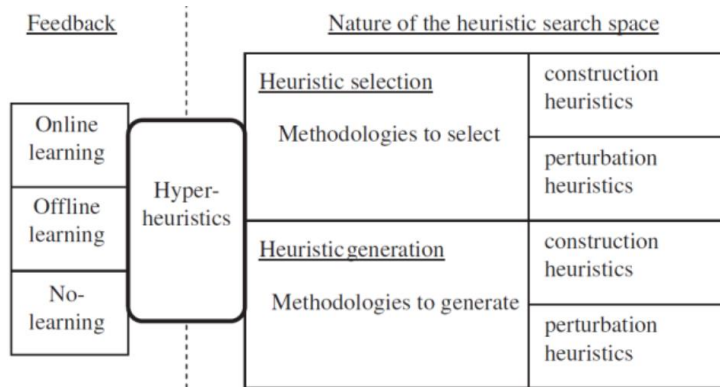 Feedback
Nature of the heuristic search space
Online
learning
Offline
learning
No-
learning
Hyper-
heuristics
Heuristic selection
Methodologies to select
construction
heuristics
perturbation
heuristics
Heuristic generation
Methodologies to generate
construction
heuristics
perturbation
heuristics